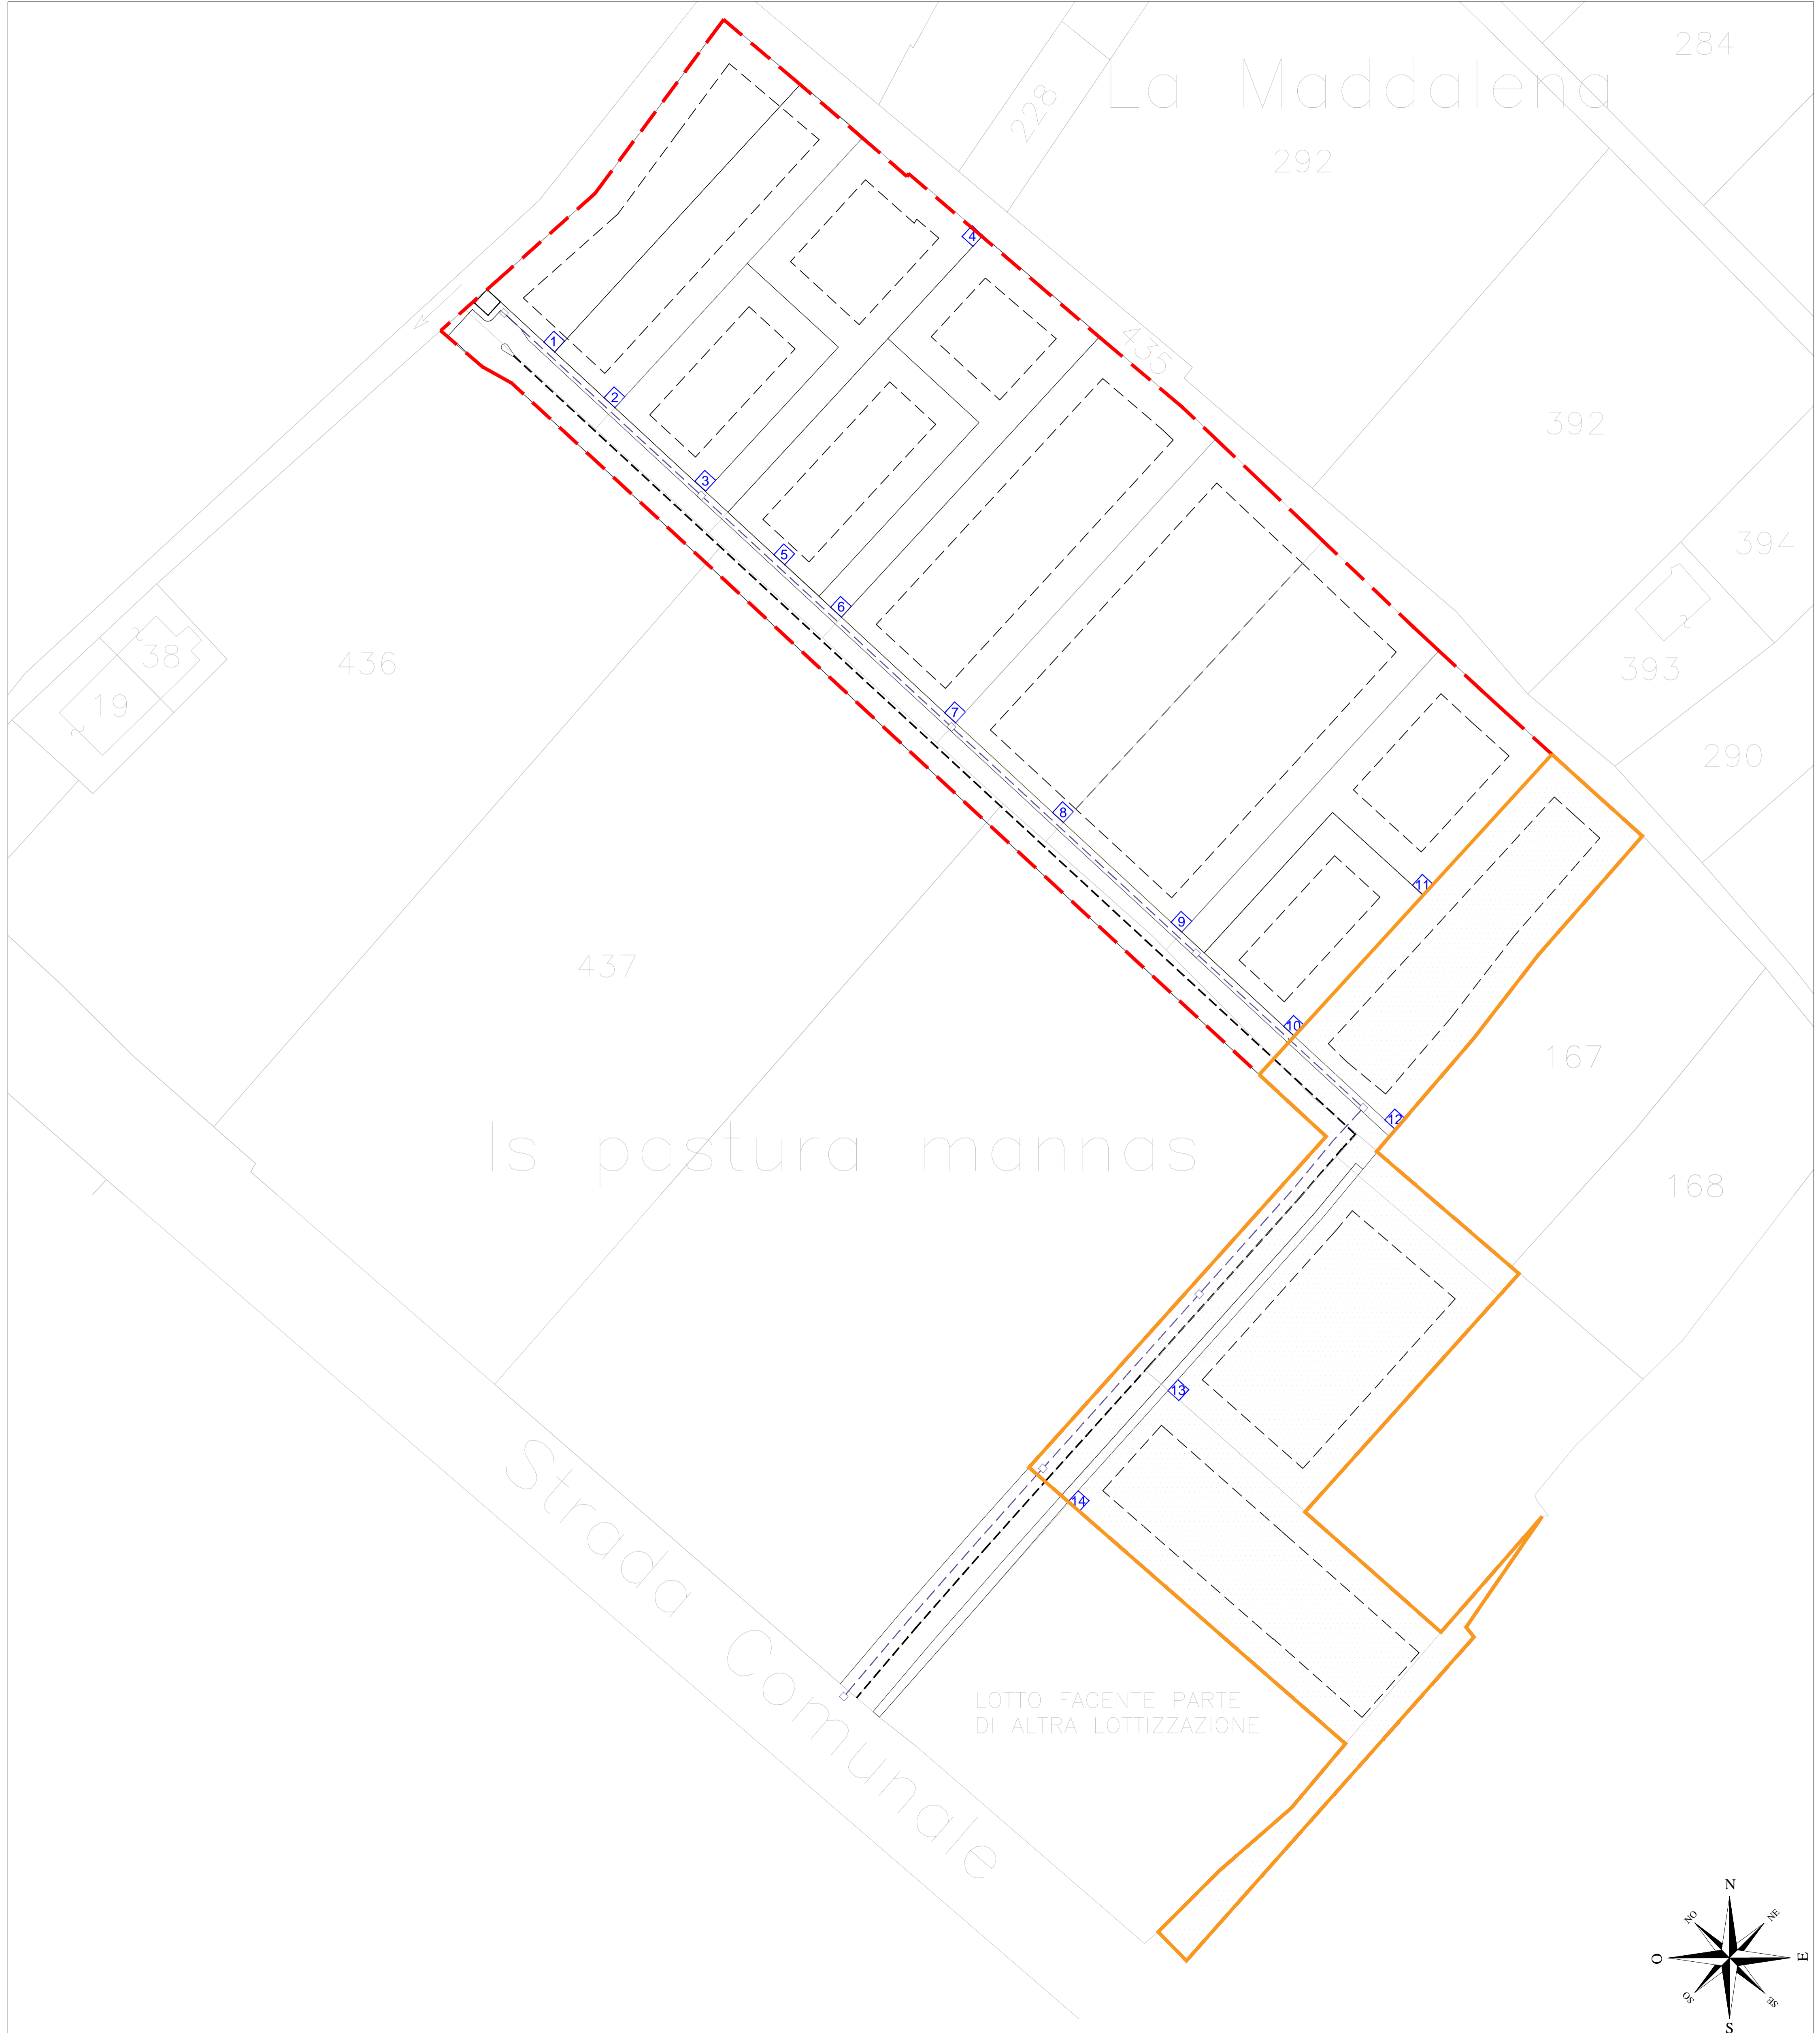 284
La Maddalena
228
292
4
435
1
2
392
3
5
394
6
38
436
393
19
7
290
8
11
9
437
10
167
12
Is pastura mannas
168
13
14
Strada Comunale
LOTTO FACENTE PARTE
DI ALTRA LOTTIZZAZIONE
N
NO
NE
O
E
SO
SE
S